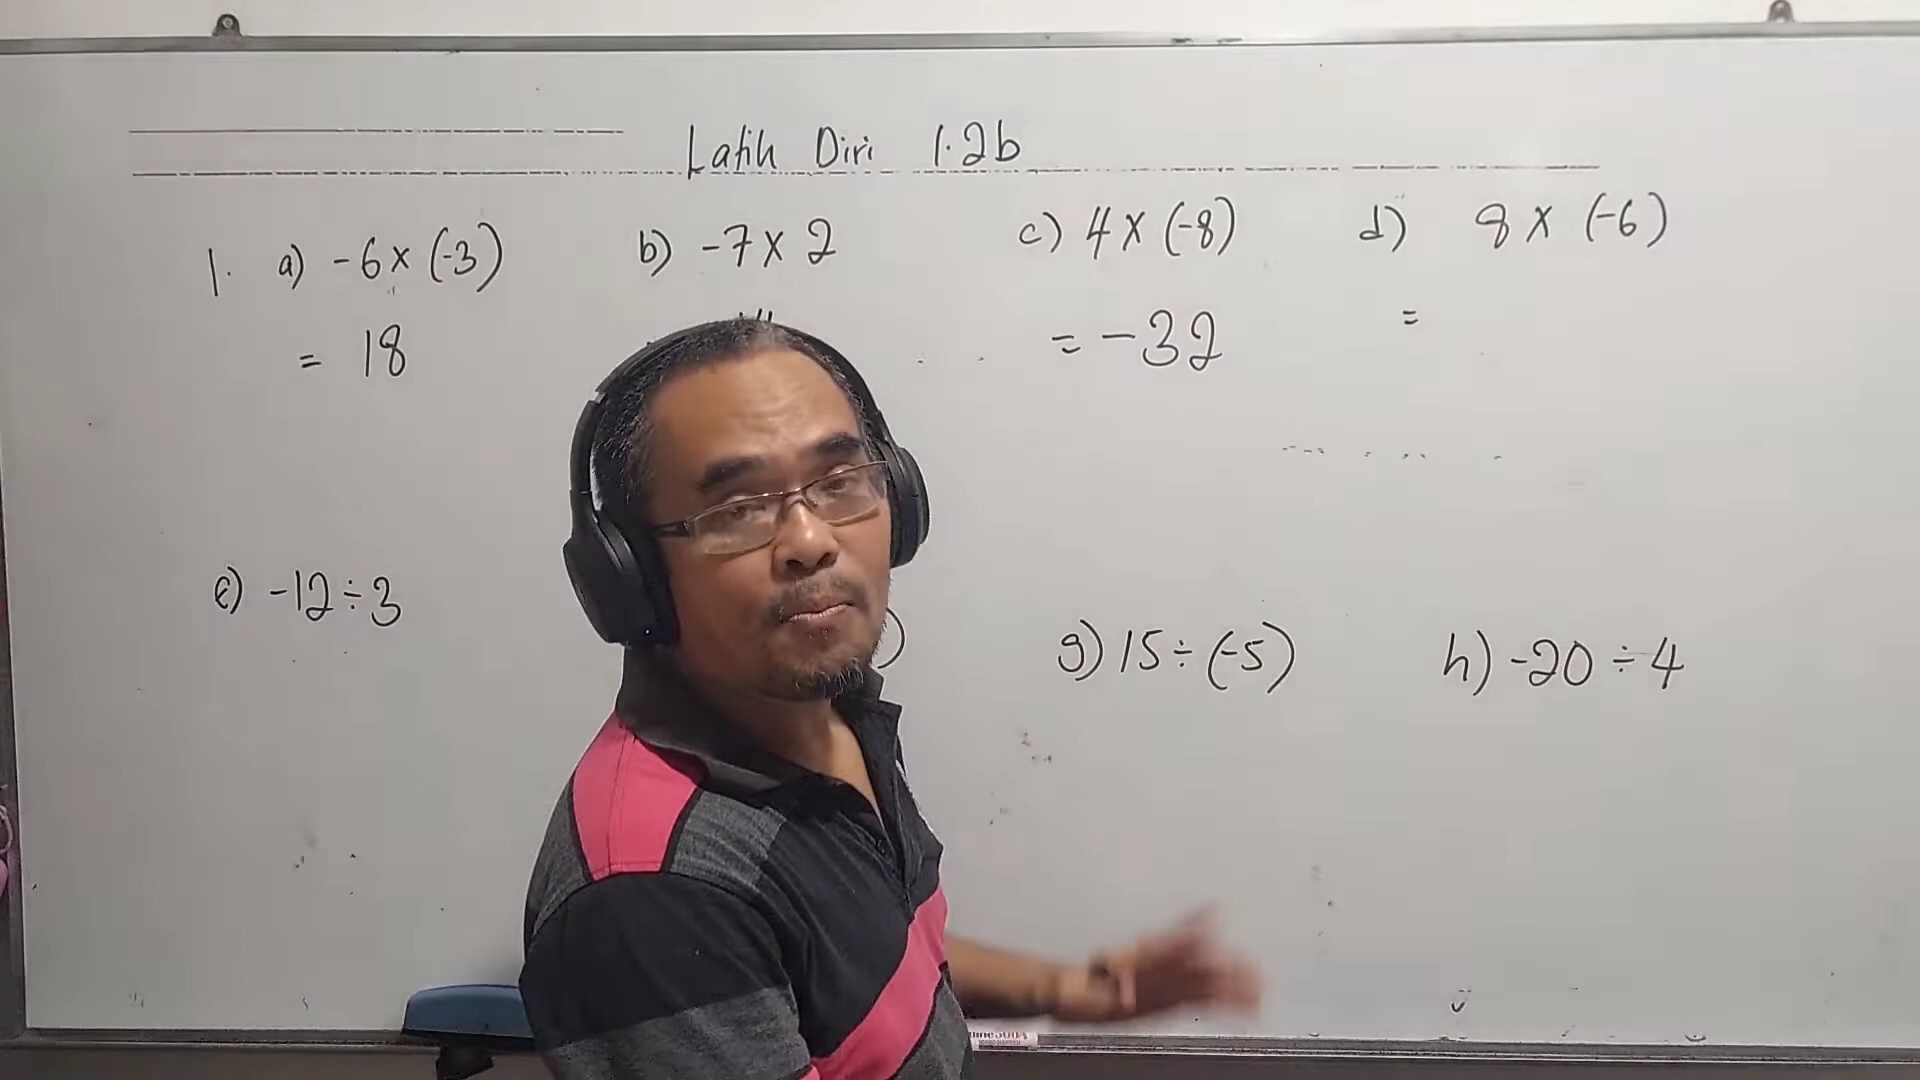 Latih Diri 1.2b
1. a) -6 x (-3) b) -7 x 2 c) 4 x (-8) d) 8 x (-6)
= 18 = -32 =
e) -12 ÷ 3 ) g) 15 ÷ (-5) h) -20 ÷ 4